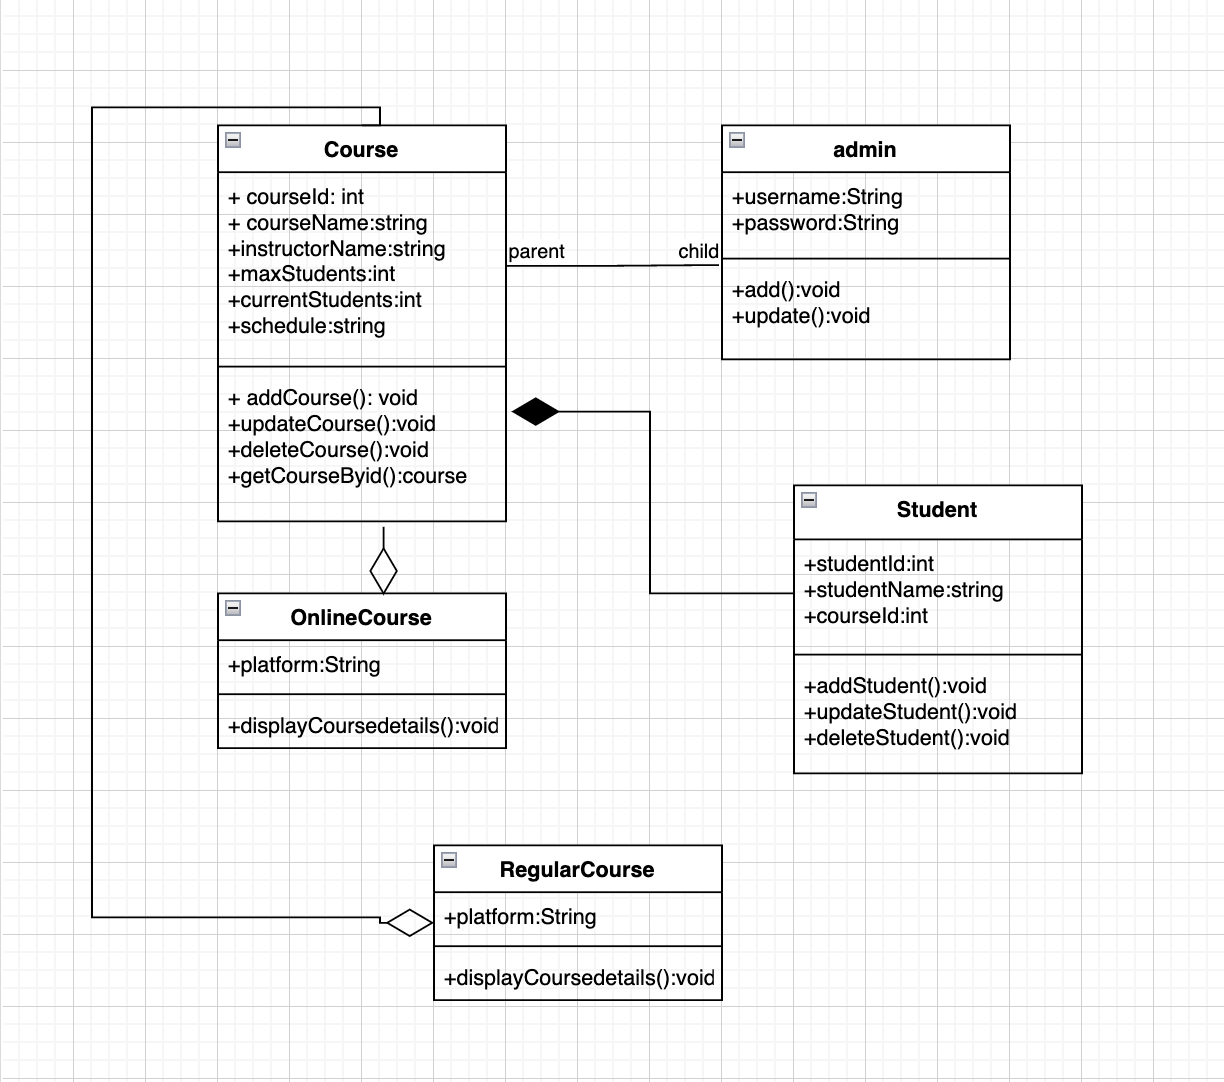 Course
+ courseId: int
+ courseName:string
+instructorName:string
+maxStudents:int
+currentStudents:int
+schedule:string
+ addCourse(): void
+updateCourse():void
+deleteCourse():void
+getCourseByid():course
parent
child
admin
+username:String
+password:String
+add():void
+update():void
Student
+studentId:int
+studentName:string
+courseId:int
+addStudent():void
+updateStudent():void
+deleteStudent():void
OnlineCourse
+platform:String
+displayCoursedetails():void
RegularCourse
+platform:String
+displayCoursedetails():void